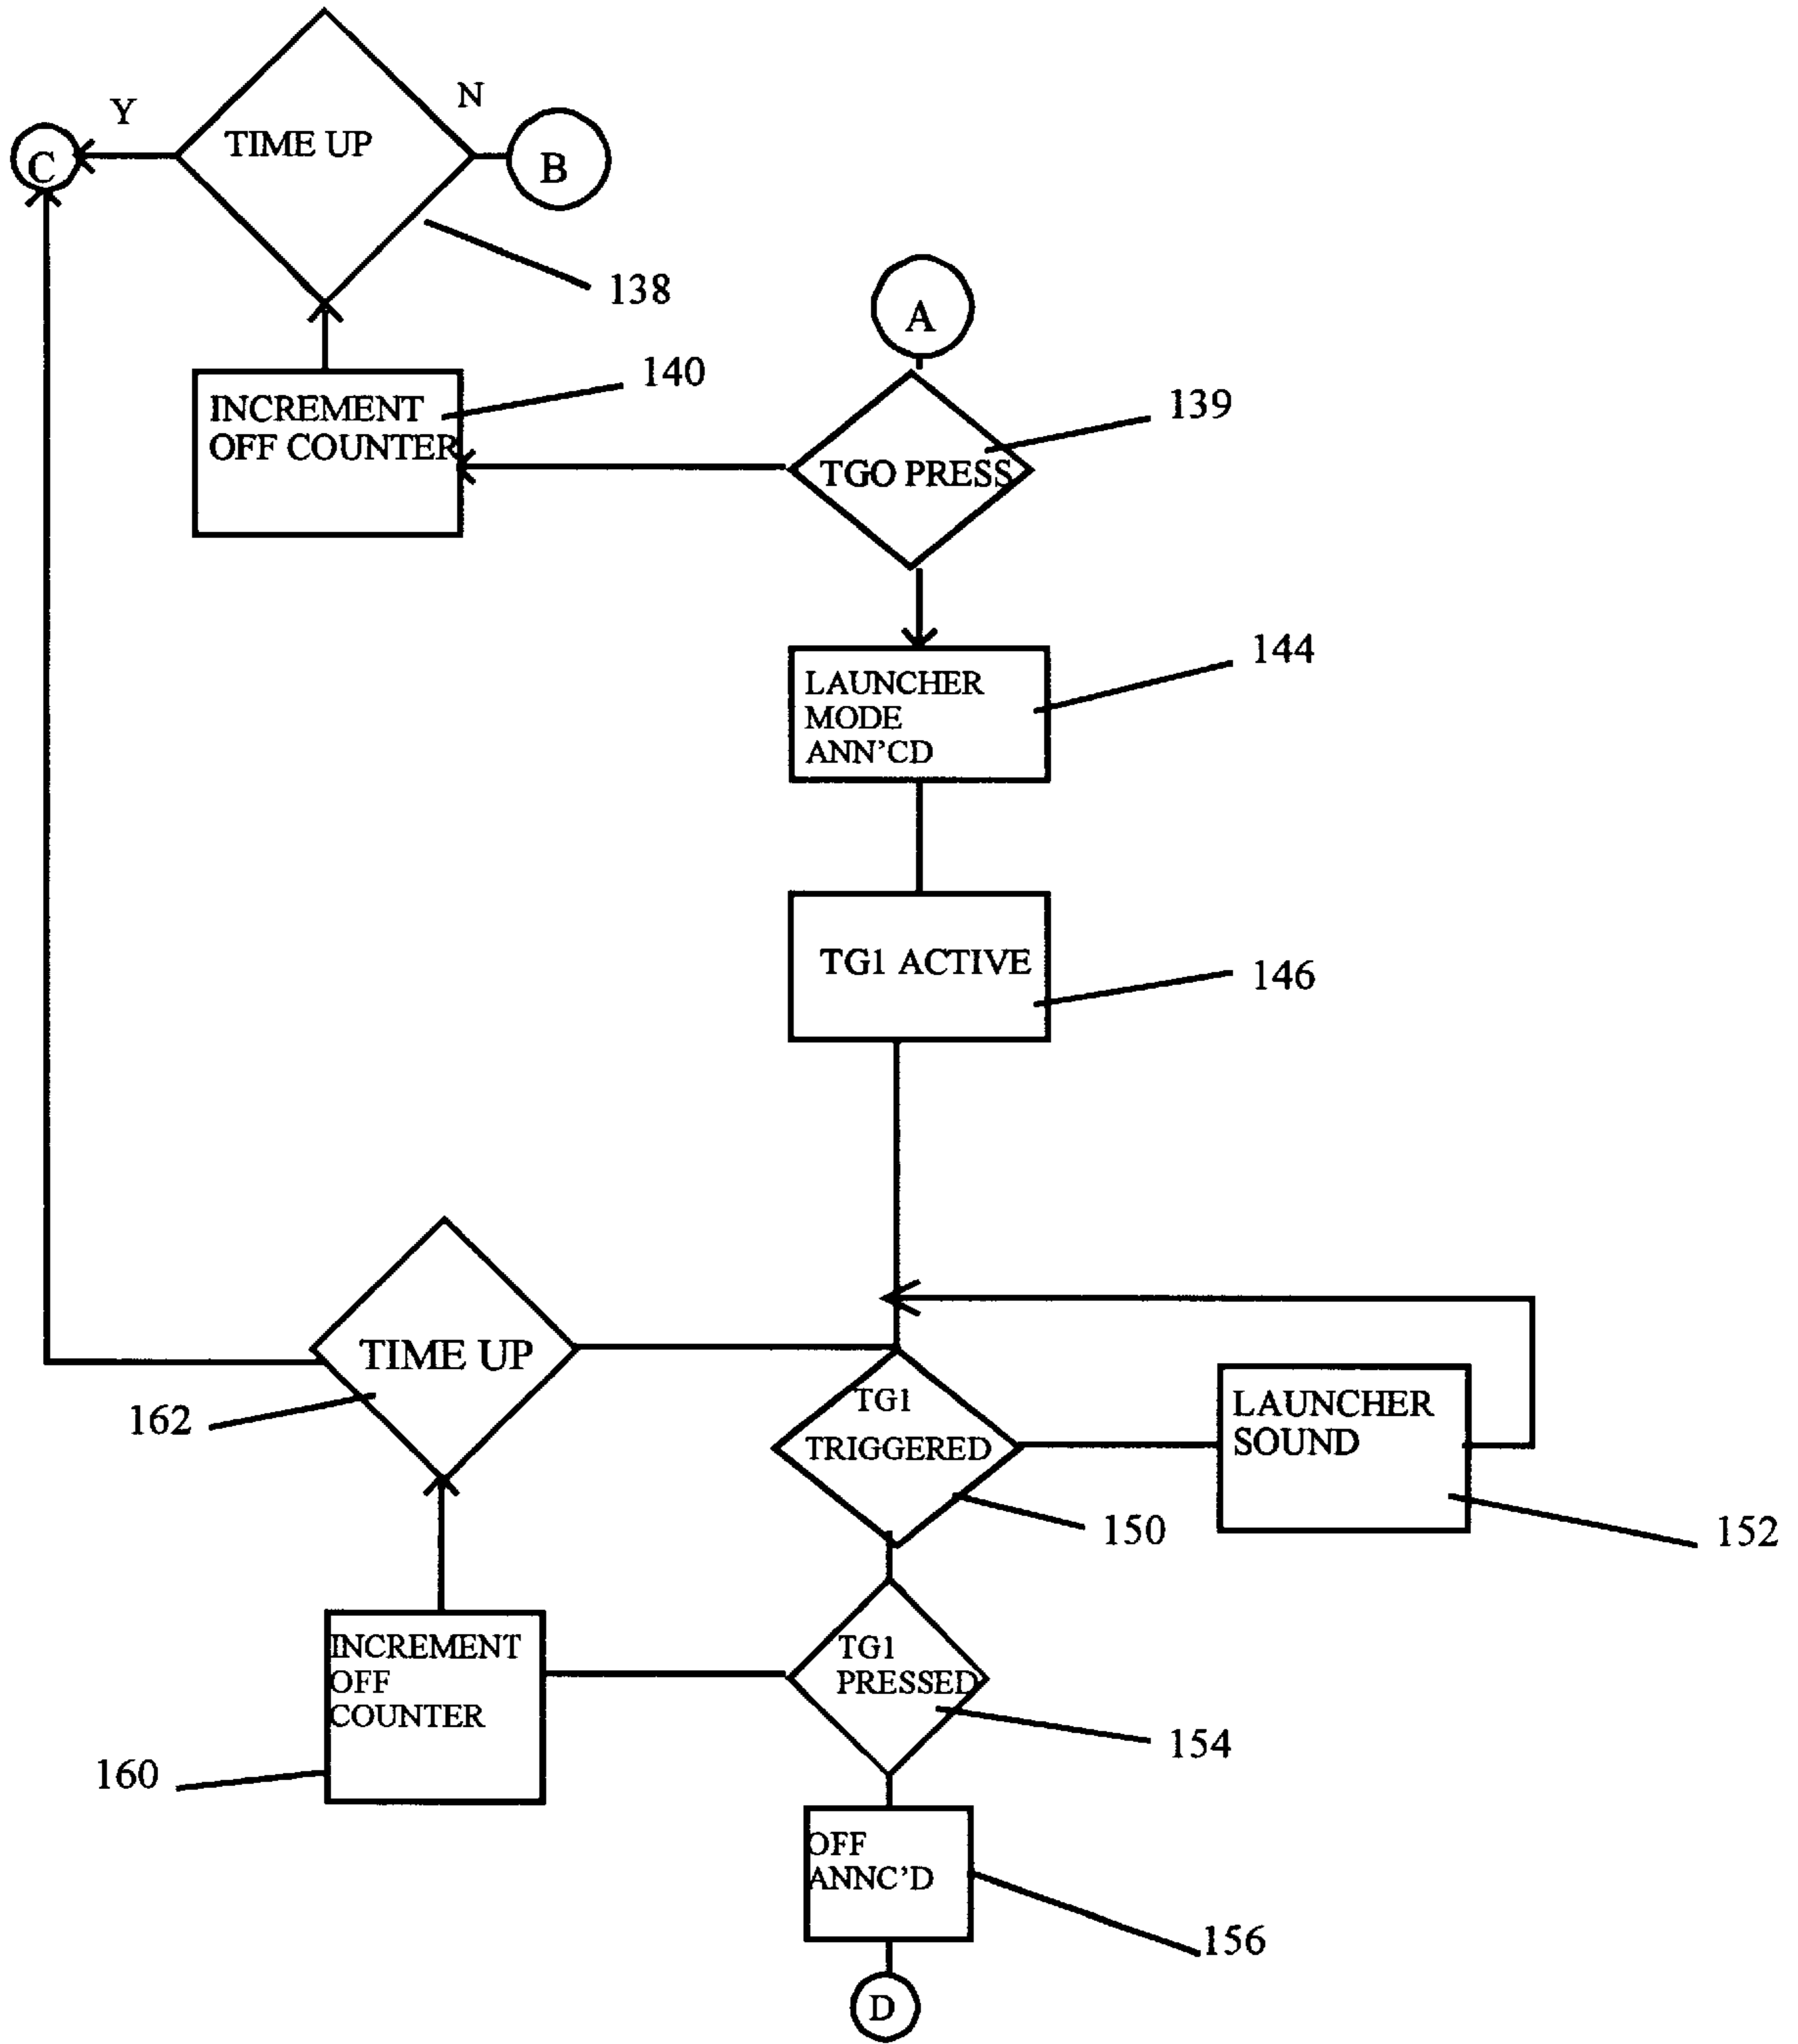 Y
N
C
TIME UP
B
138
A
140
INCREMENT
OFF COUNTER
139
TGO PRESS
144
LAUNCHER
MODE
ANN'CD
TG1 ACTIVE
146
TIME UP
162
TG1
TRIGGERED
150
LAUNCHER
SOUND
152
INCREMENT
OFF
COUNTER
160
TG1
PRESSED
154
OFF
ANNC'D
156
D